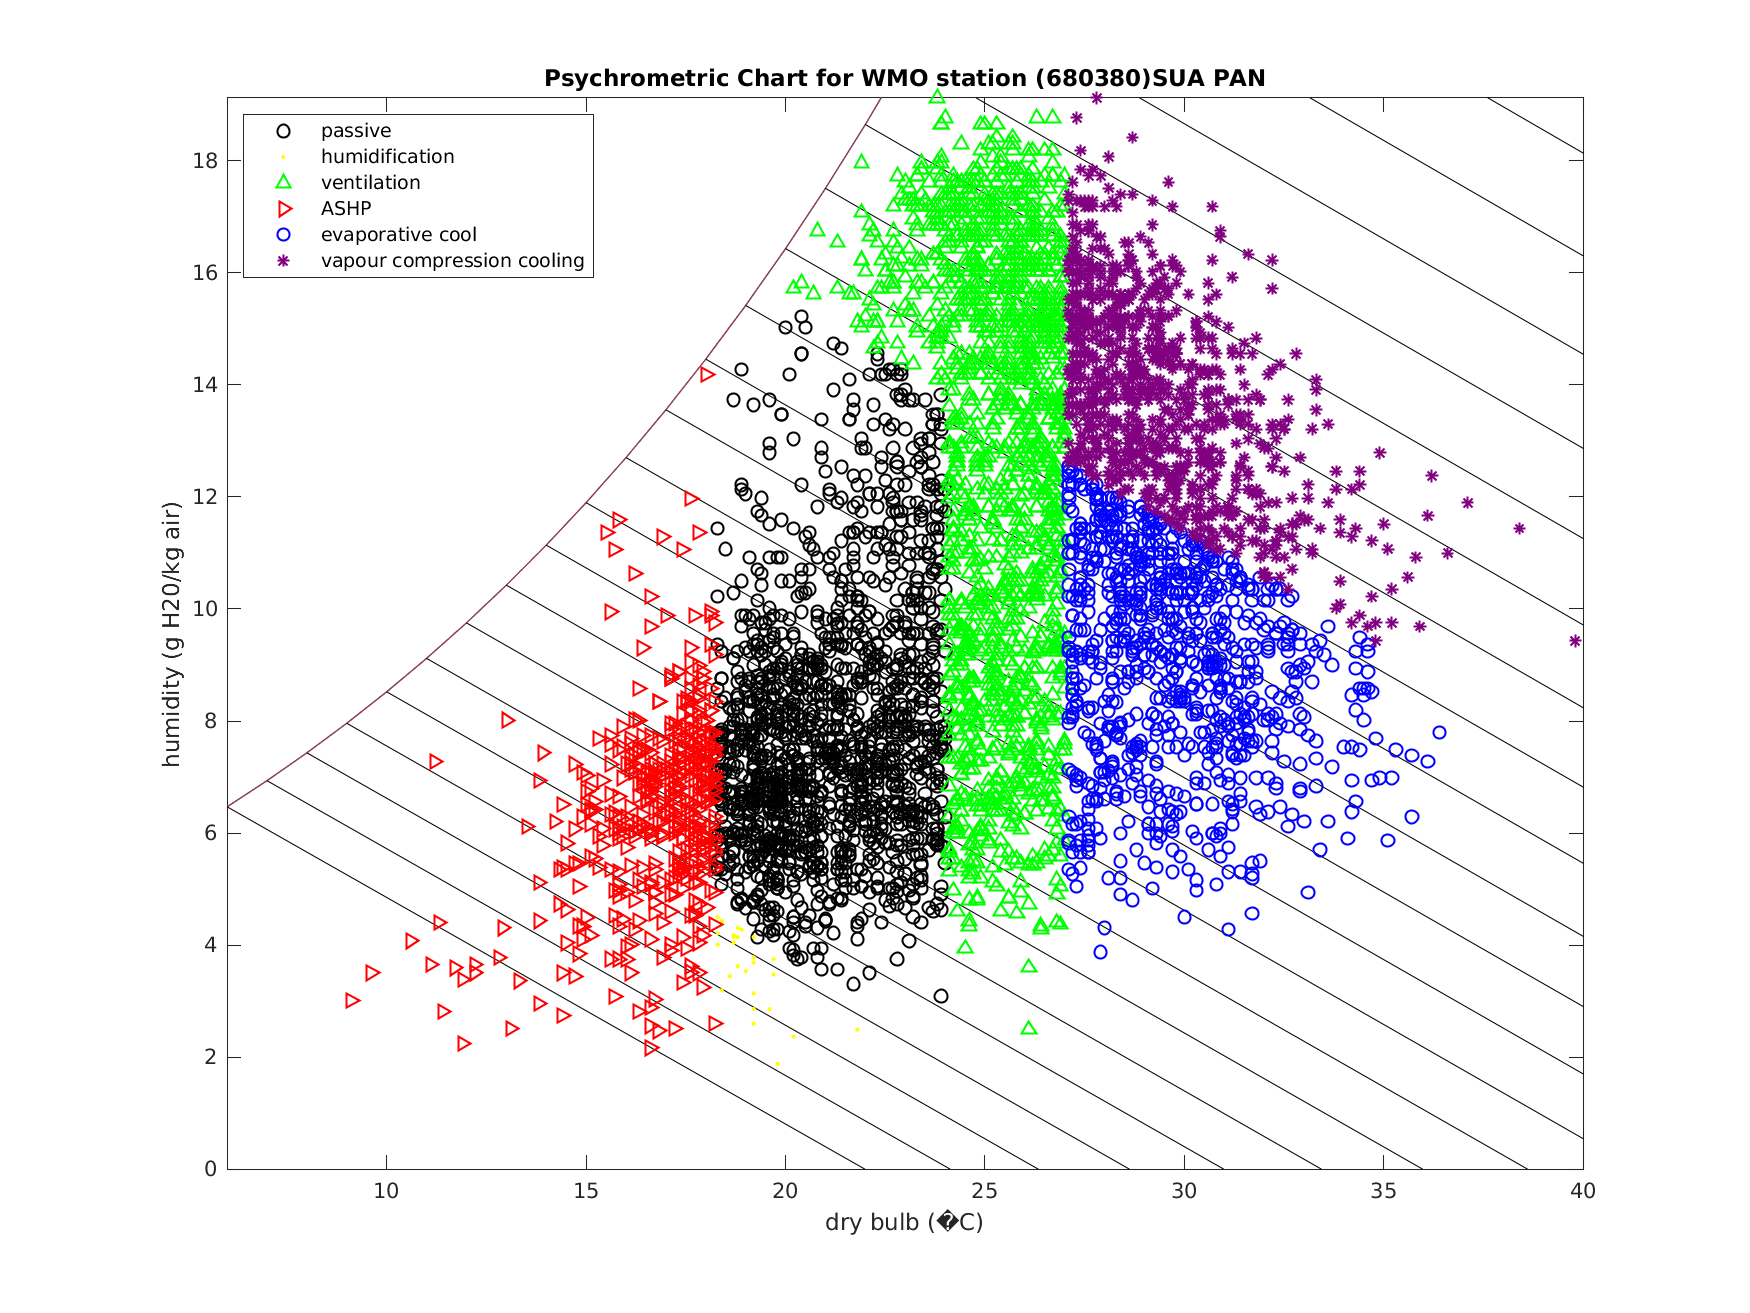 Psychrometric Chart for WMO station (680380)SUA PAN
passive
humidification
ventilation
ASHP
evaporative cool
vapour compression cooling
humidity (g H20/kg air)
18
16
14
12
10
8
6
4
2
0
10 15 20 25 30 35 40
dry bulb (�C)